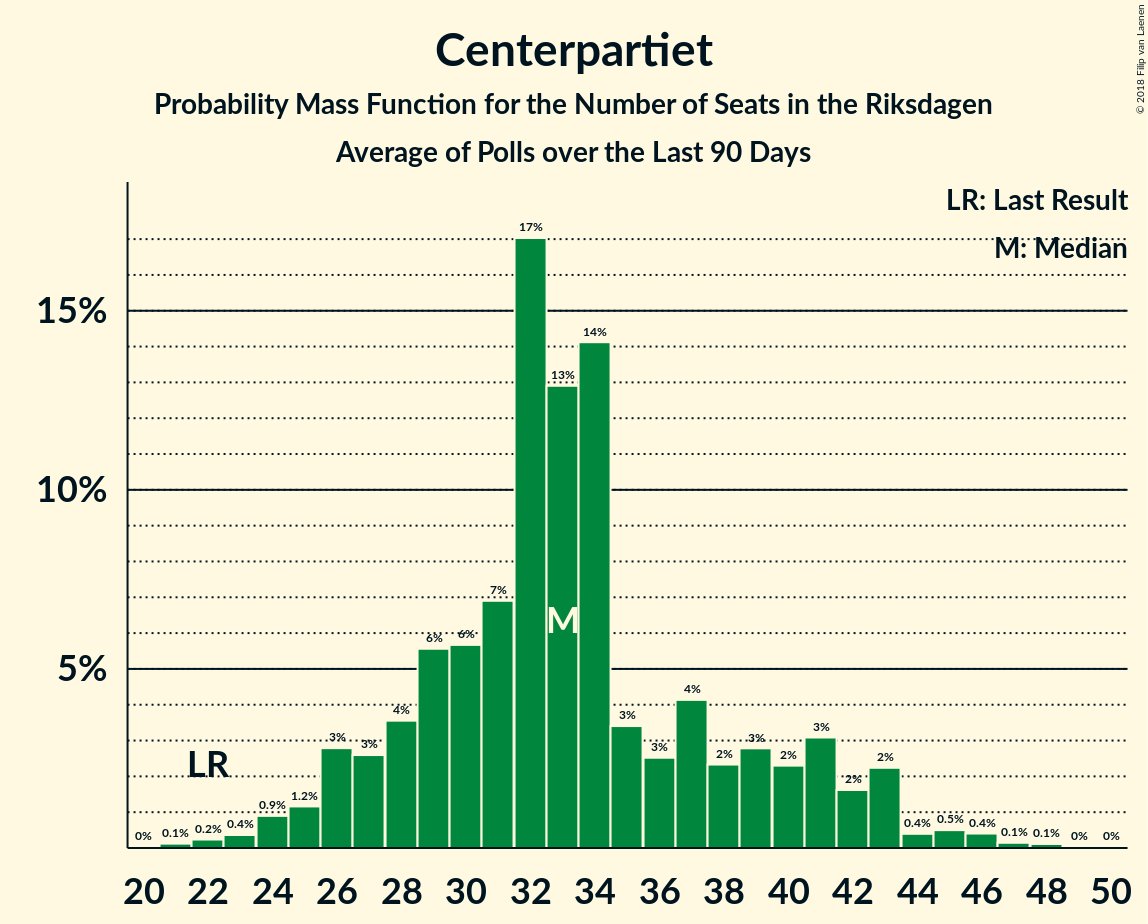 Centerpartiet
Probability Mass Function for the Number of Seats in the Riksdagen
Average of Polls over the Last 90 Days
© 2018 Filip van Laenen
LR: Last Result
M: Median
15%
10%
5%
0% 0.1% 0.2% 0.4% 0.9% 1.2% 3% 3% 4% 6% 6% 7% 17% 13% 14% 3% 3% 4% 2% 3% 2% 3% 2% 2% 0.4% 0.5% 0.4% 0.1% 0.1% 0% 0%
LR
M
20 22 24 26 28 30 32 34 36 38 40 42 44 46 48 50